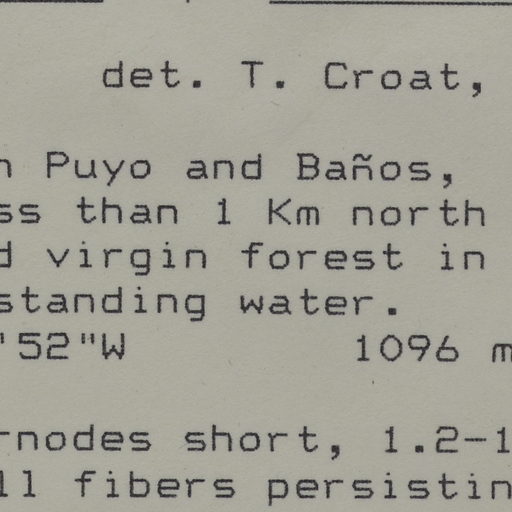 det. T. Croat,
n Puyo and Baños,
ss than 1 Km north
d virgin forest in
standing water.
'52"W 1096 m
rnodes short, 1.2-1
ll fibers persistin